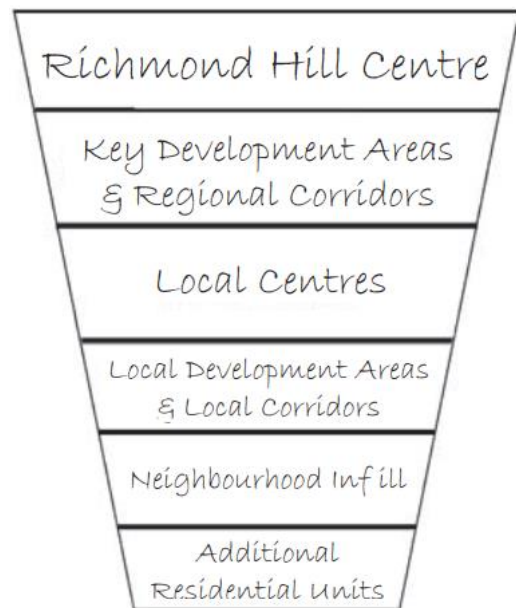 Richmond Hill Centre
Key Development Areas
& Regional Corridors
Local Centres
Local Development Areas
& Local Corridors
Neighbourhood Infill
Additional
Residential Units